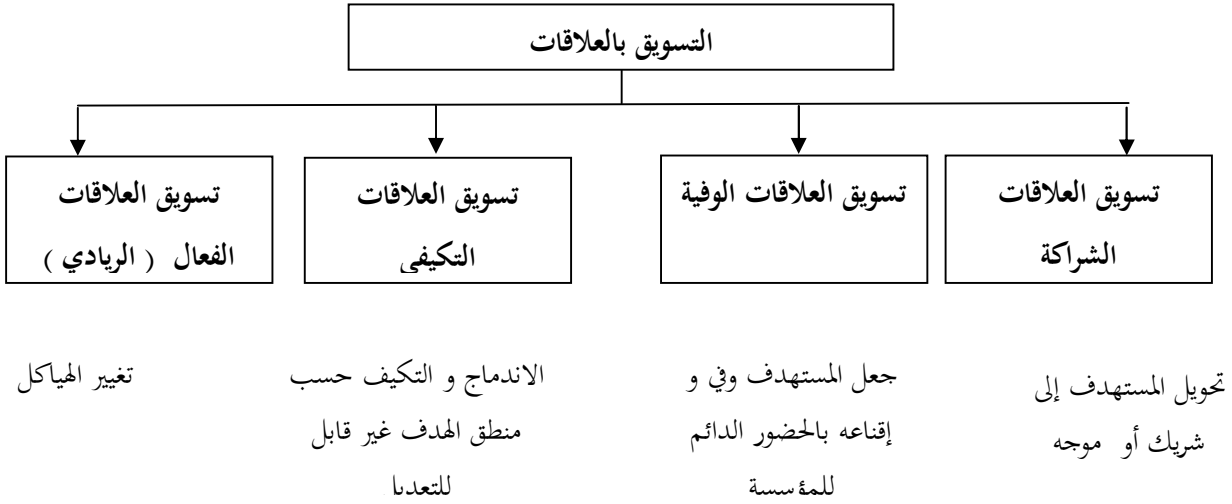 التسويق بالعلاقات
تسويق العلاقات
الشراكة
تسويق العلاقات الوفية
تسويق العلاقات
التكيفي
تسويق العلاقات
الفعال ( الريادي )
تحويل المستهدف إلى
شريك أو موجه
جعل المستهدف وفي و
إقناعه بالحضور الدائم
للمؤسسة
الاندماج و التكيف حسب
منطق الهدف غير قابل
للتعديل
تغيير الهياكل